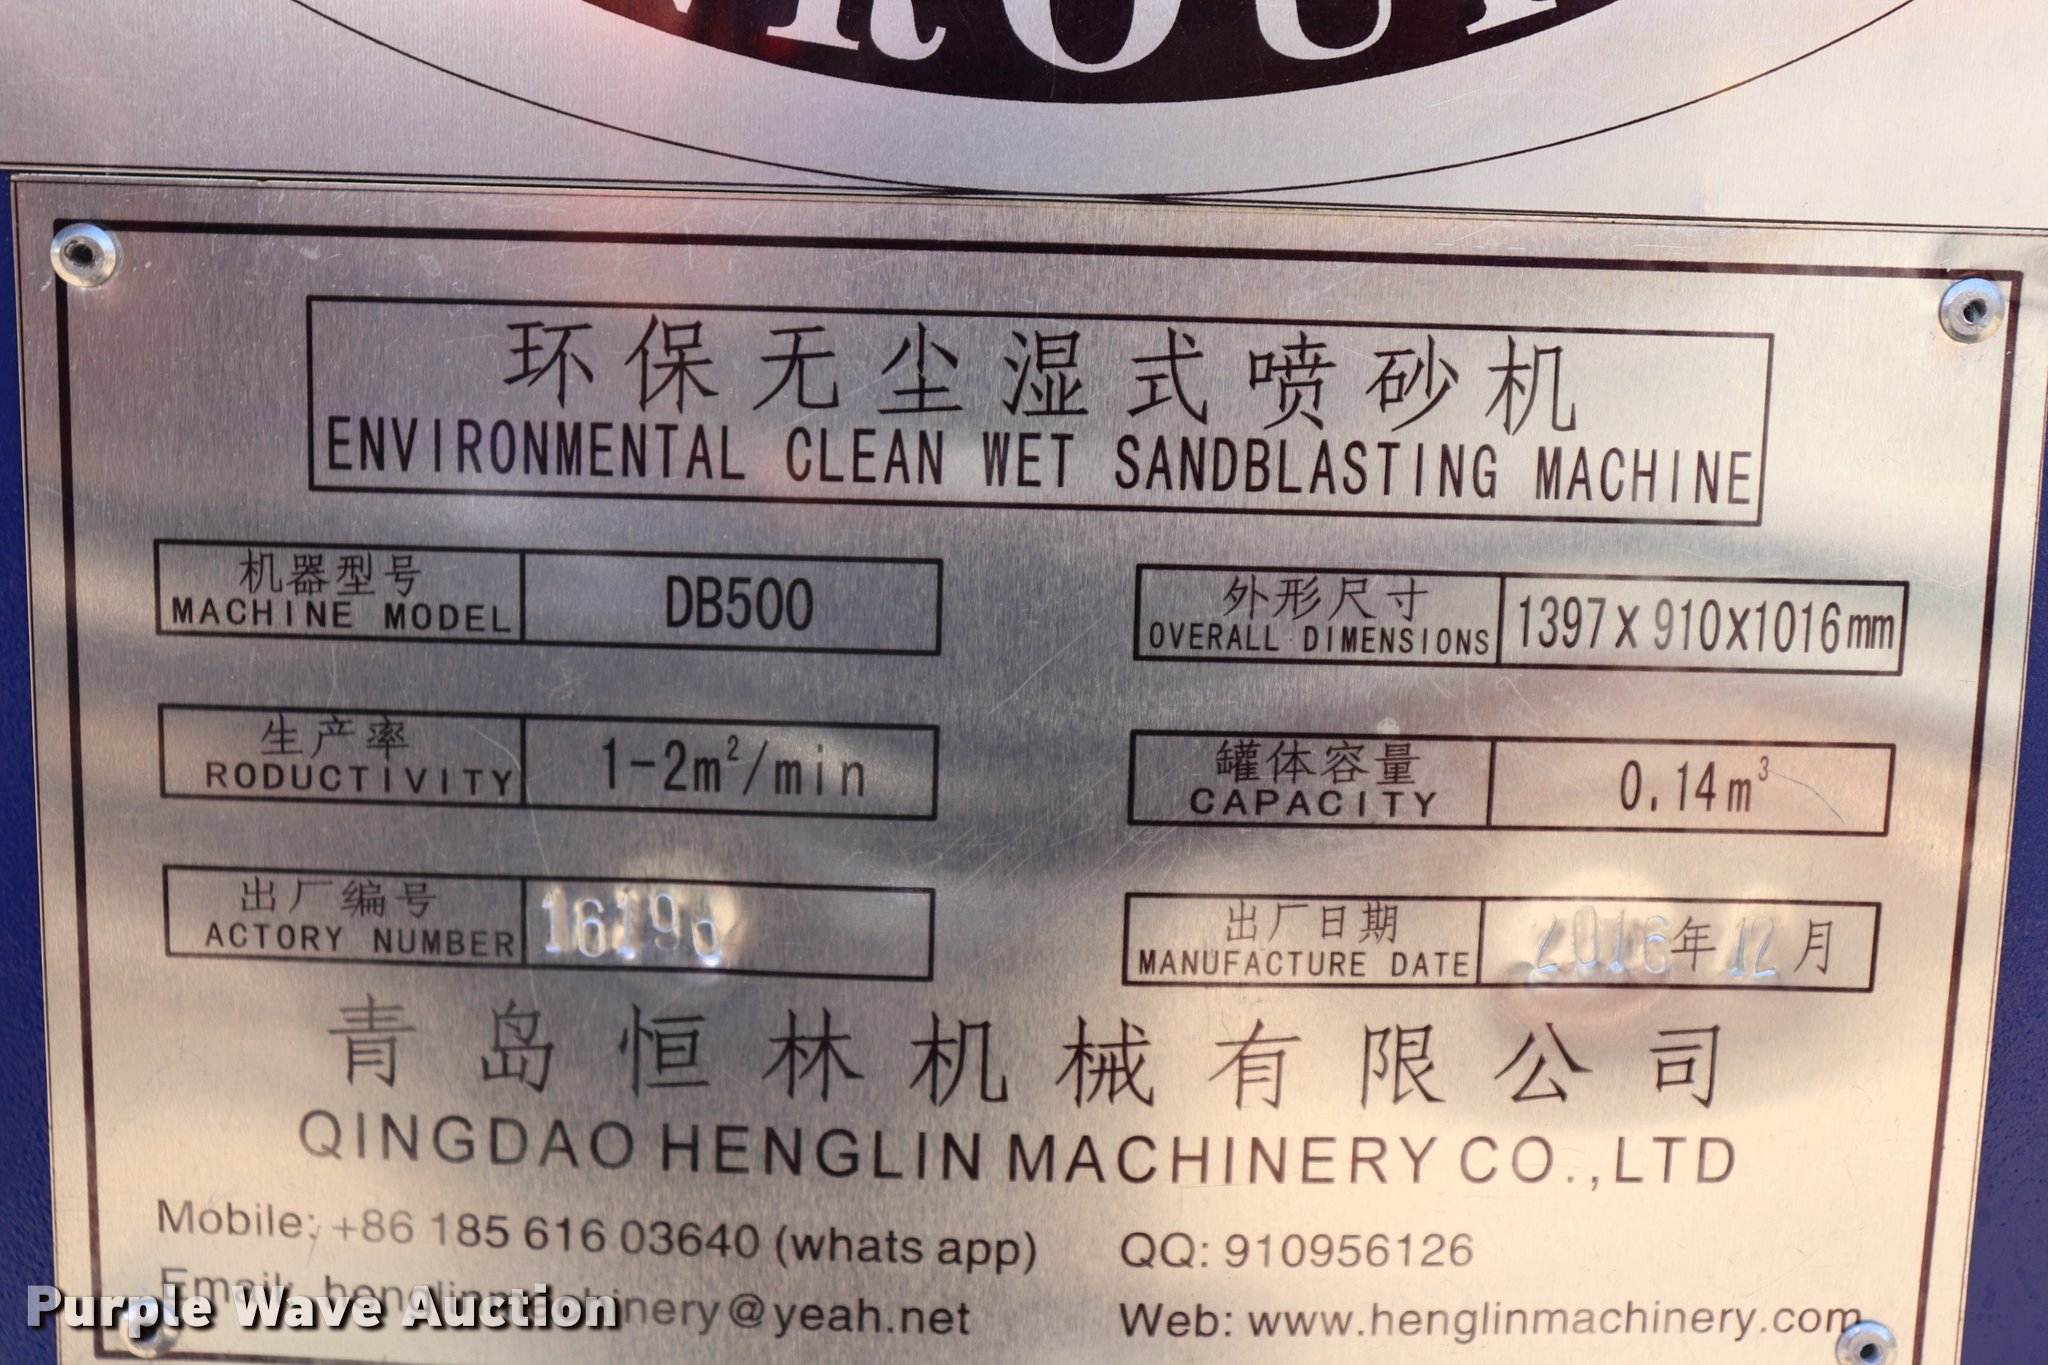 ROU
环保无尘湿式喷砂机
ENVIRONMENTAL CLEAN WET SANDBLASTING MACHINE
机器型号
MACHINE MODEL
DB500
外形尺寸
OVERALL DIMENSIONS
1397x910x1016mm
生产率
RODUCTIVITY
1-2m²/min
罐体容量
CAPACITY
0.14m³
出厂编号
ACTORY NUMBER
出厂日期
MANUFACTURE DATE
2016年12月
青岛恒林机械有限公司
QINGDAO HENGLIN MACHINERY CO.,LTD
Mobile: +86 185 616 03640 (whats app)
QQ: 910956126
Email: henglinmachinery@yeah.net
Web: www.henglinmachinery.com
Purple Wave Auction